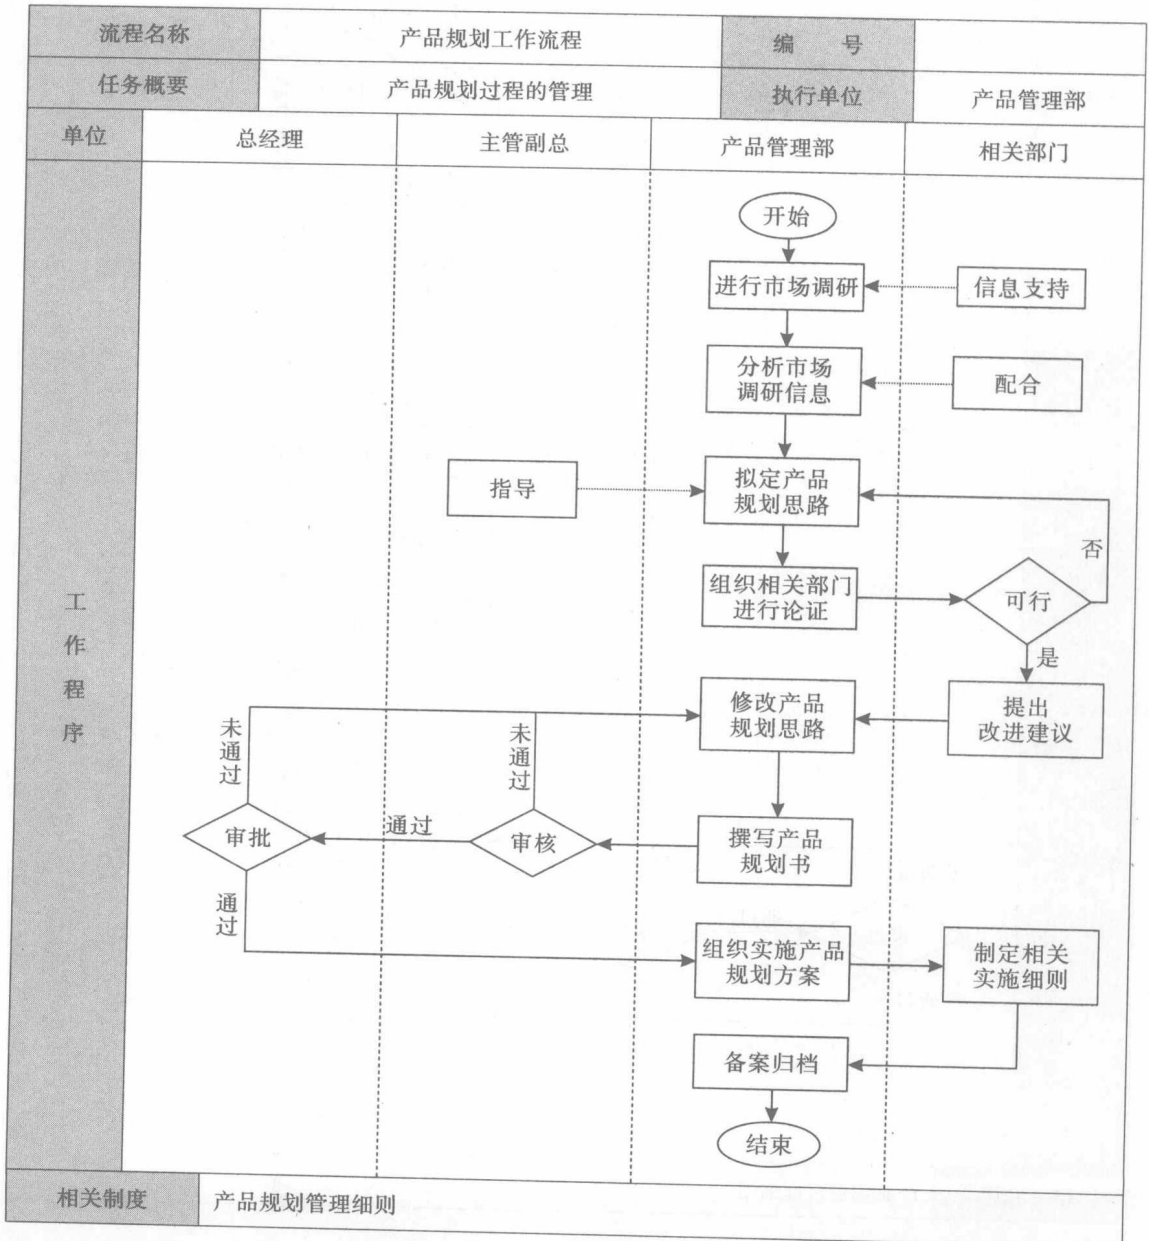 流程名称 产品规划工作流程 编 号
任务概要 产品规划过程的管理 执行单位 产品管理部
单位 总经理 主管副总 产品管理部 相关部门
开始
进行市场调研 信息支持
分析市场
调研信息
配合
指导
拟定产品
规划思路
否
组织相关部门
进行论证
可行
是
工
作
程
序
修改产品
规划思路
提出
改进建议
未
通
过
未
通
过
审批 通过 审核
撰写产品
规划书
通
过
组织实施产品
规划方案
制定相关
实施细则
备案归档
结束
相关制度 产品规划管理细则